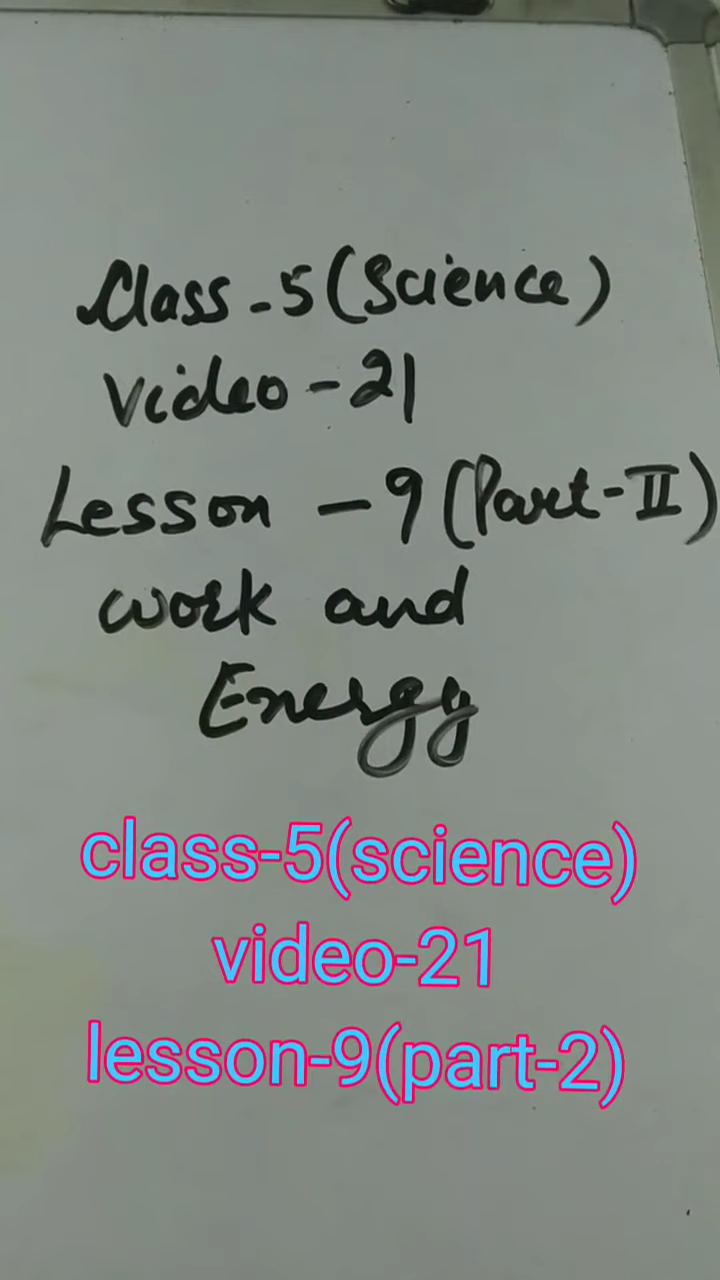 Class-5(Science)
Video-21
Lesson-9(Part-II)
work and
Energy
class-5(science)
video-21
lesson-9(part-2)